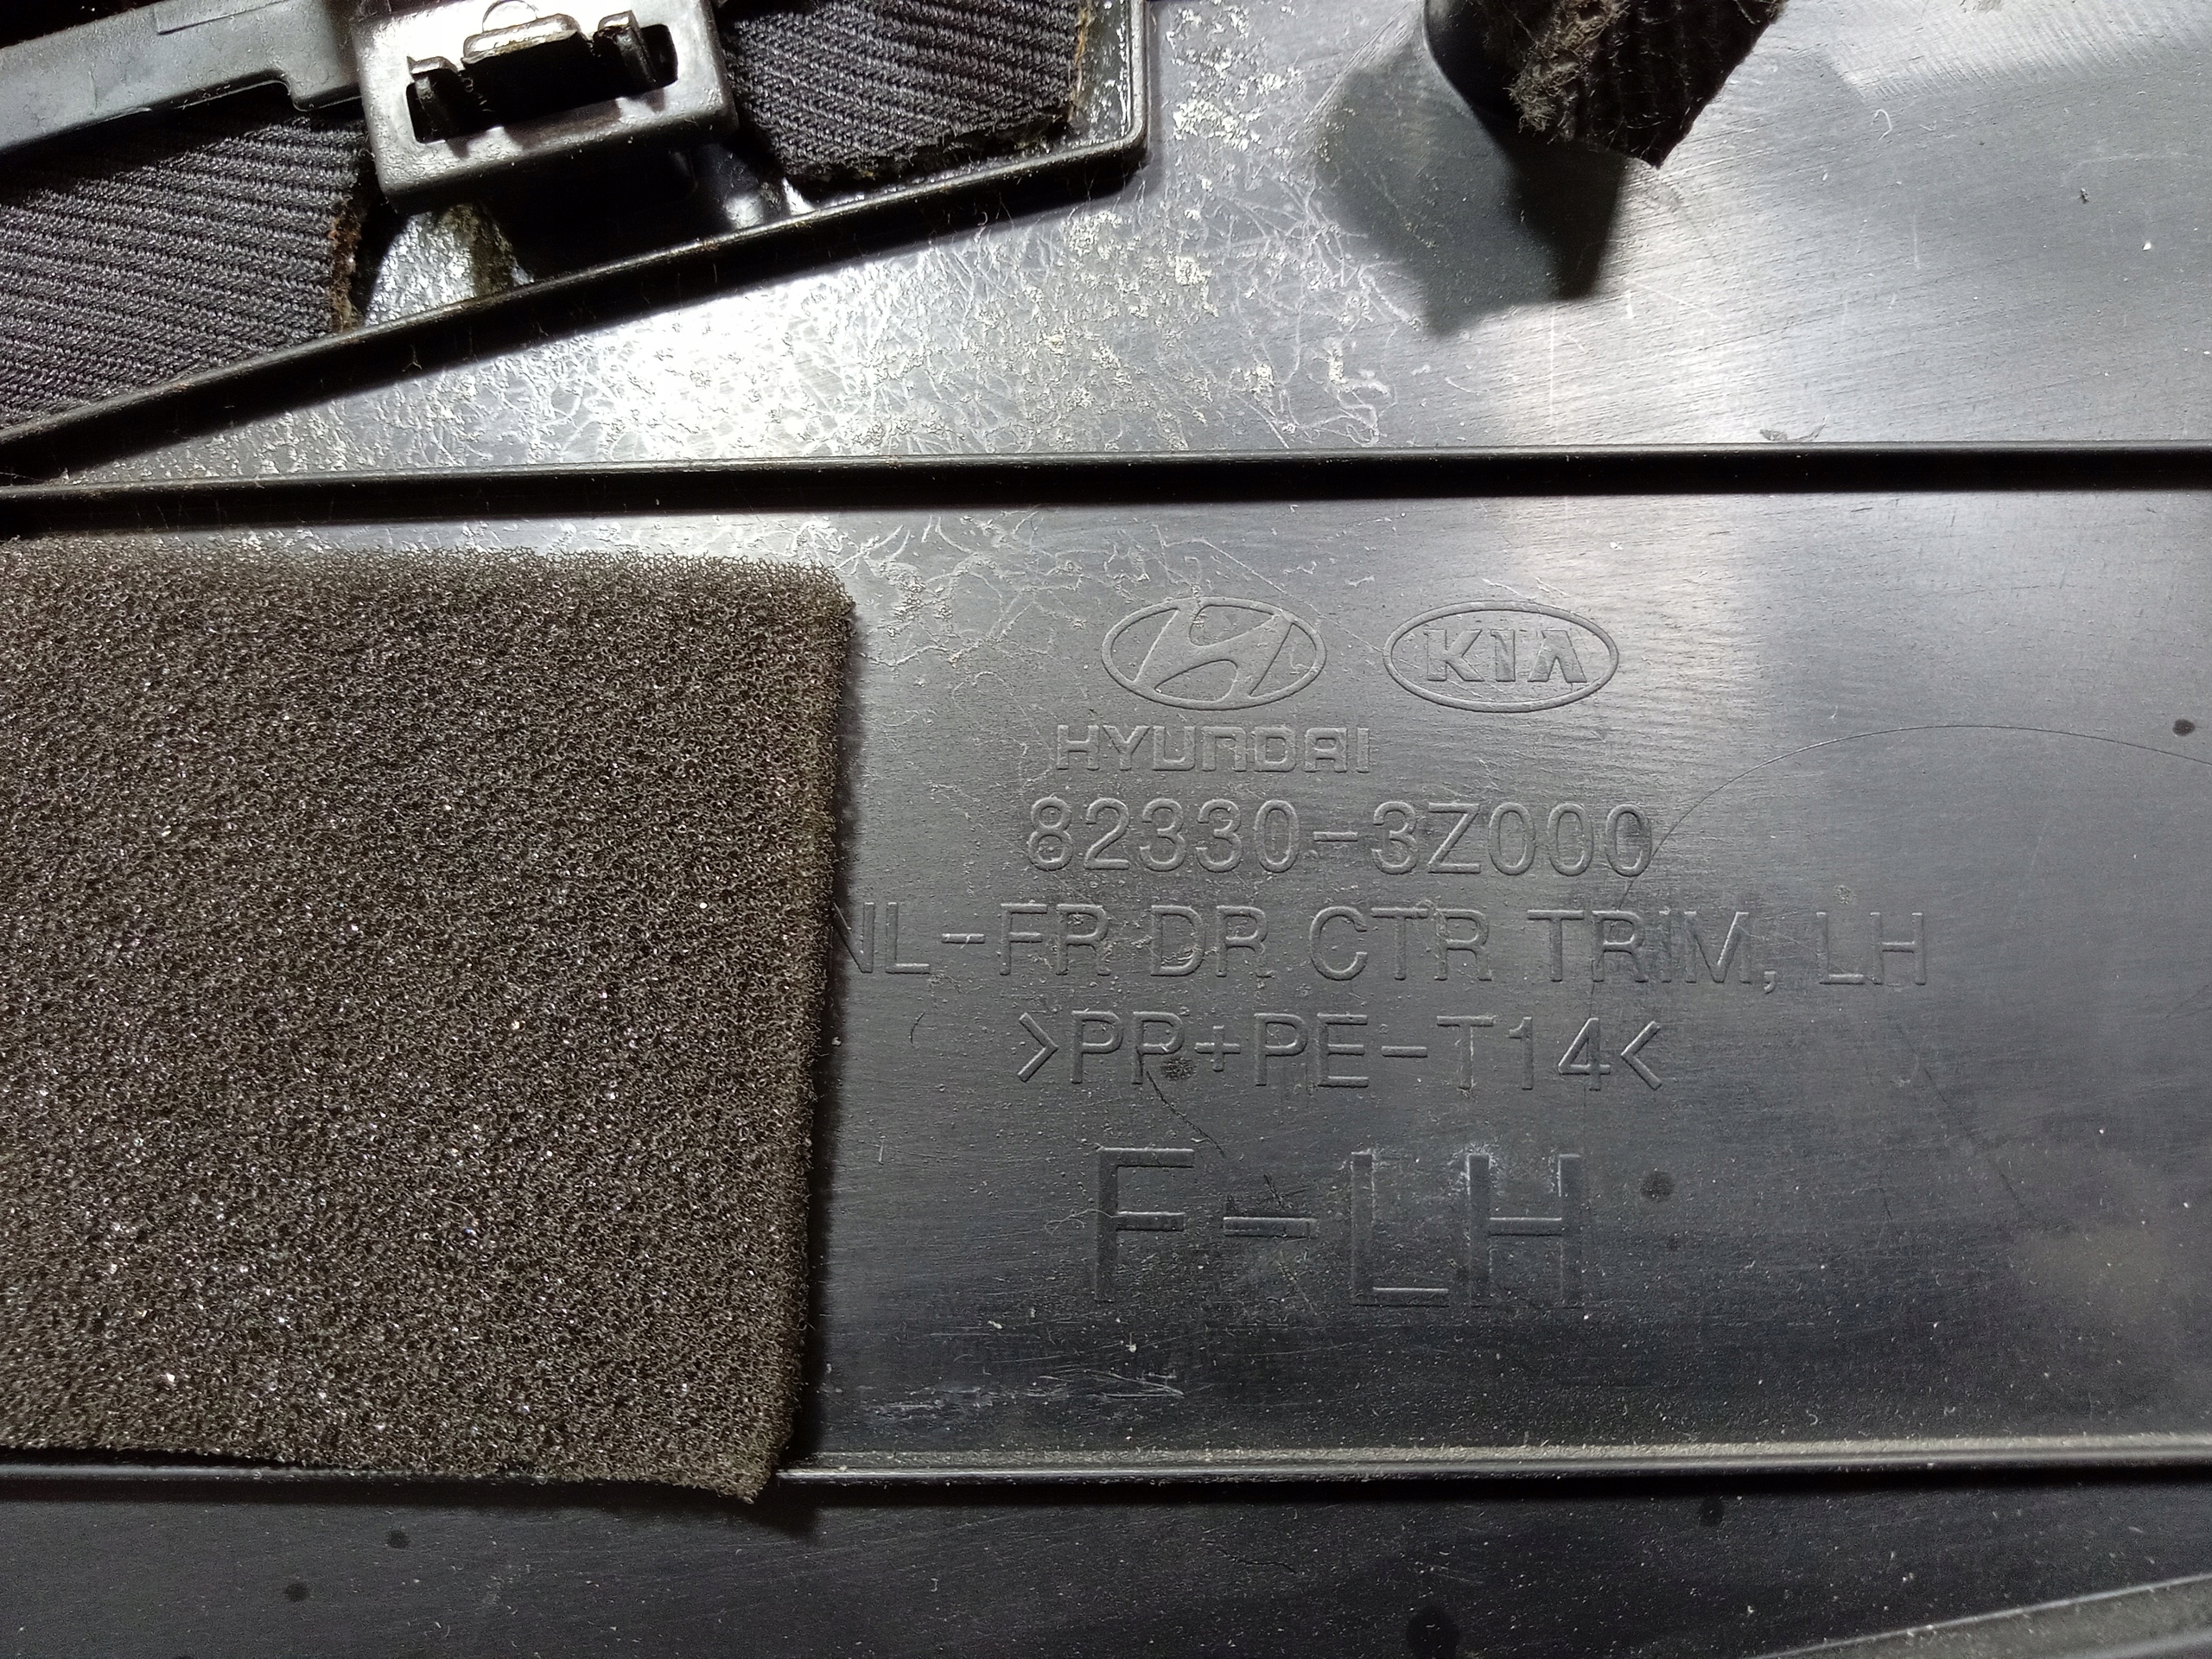 KIA
HYUNDAI
82330-3Z000
NL-FR DR CTR TRIM, LH
>PP+PE-T14<
F-LH